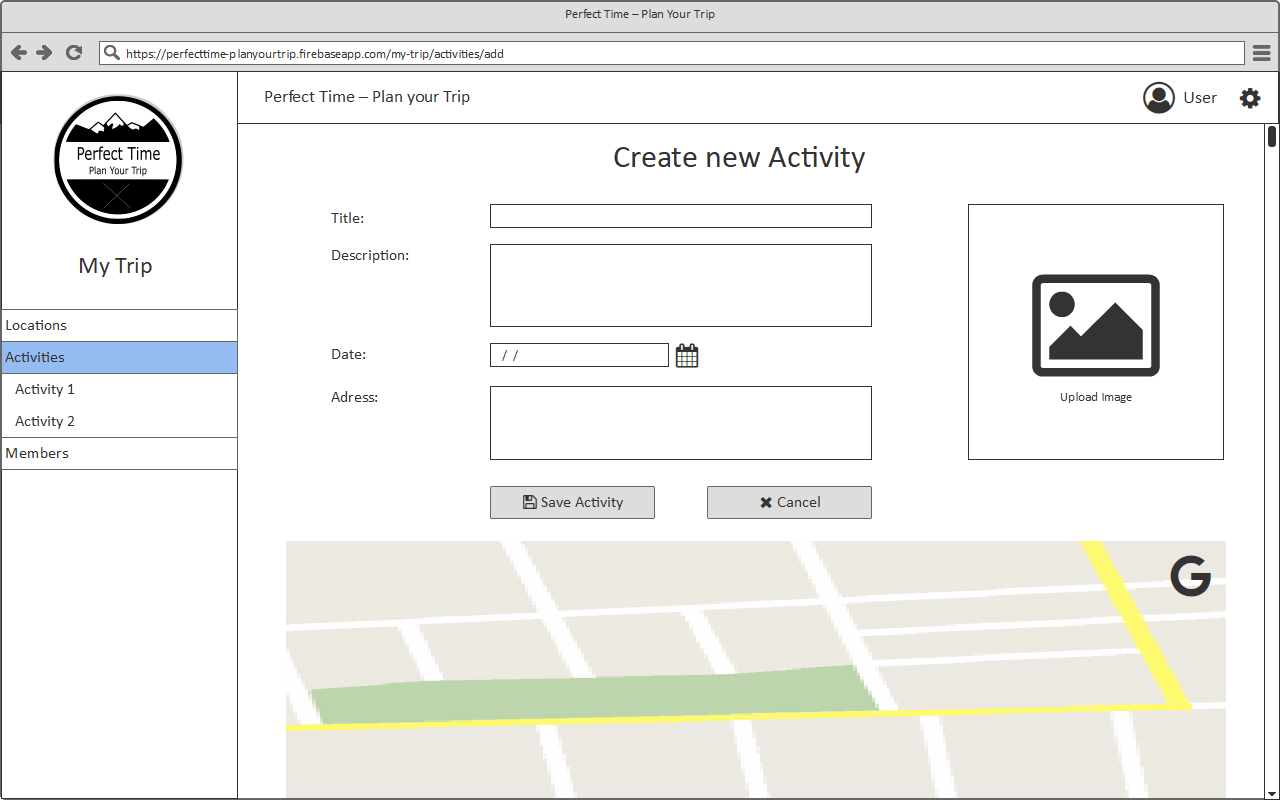 Perfect Time – Plan Your Trip
https://perfecttime-planyourtrip.firebaseapp.com/my-trip/activities/add
Perfect Time
Plan Your Trip
My Trip
Locations
Activities
Activity 1
Activity 2
Members
Perfect Time – Plan your Trip
User
Create new Activity
Title:
Description:
Date:
/ /
Adress:
Upload Image
Save Activity
Cancel
G